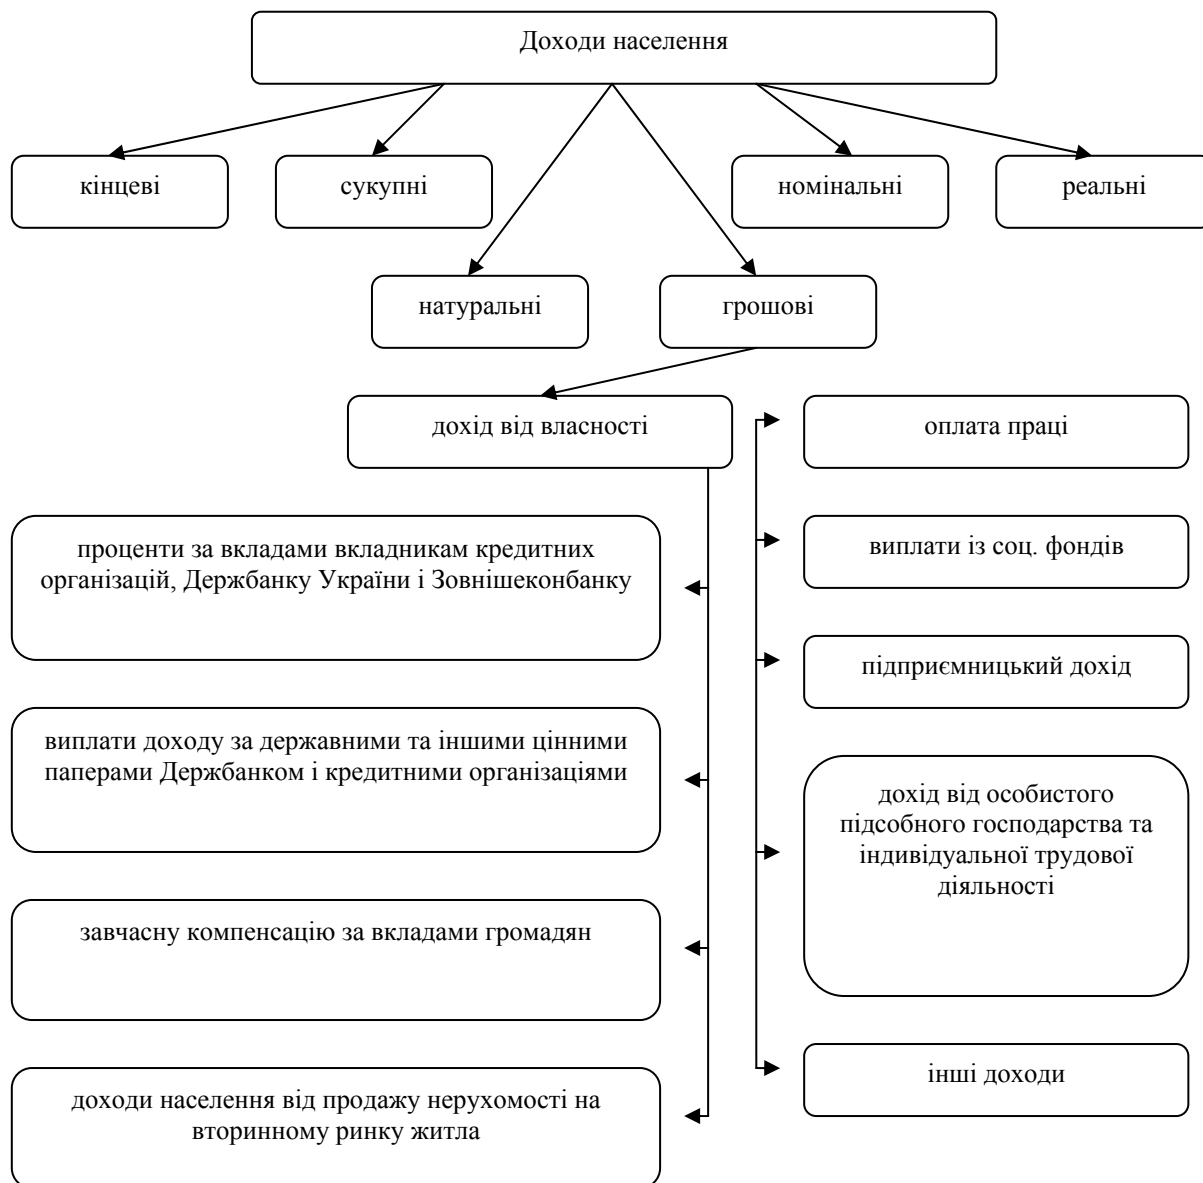 Доходи населення
кінцеві
сукупні
номінальні
реальні
натуральні
грошові
дохід від власності
оплата праці
проценти за вкладами вкладникам кредитних
організацій, Держбанку України і Зовнішеконбанку
виплати із соц. фондів
підприємницький дохід
виплати доходу за державними та іншими цінними
паперами Держбанком і кредитними організаціями
дохід від особистого
підсобного господарства та
індивідуальної трудової
діяльності
завчасну компенсацію за вкладами громадян
інші доходи
доходи населення від продажу нерухомості на
вторинному ринку житла